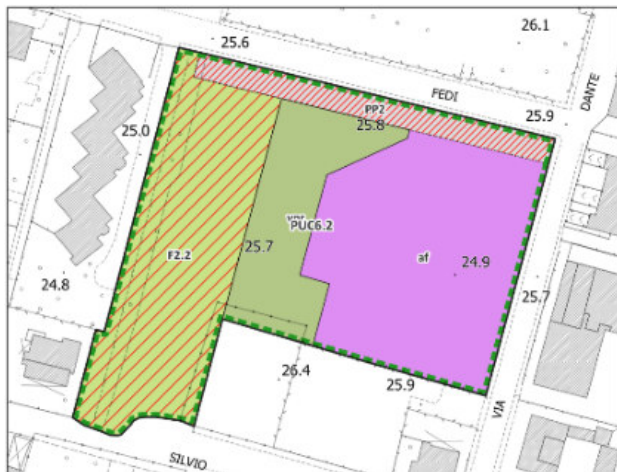 26.1
25.6
FEDI
DANTE
PP2
25.9
25.8
25.0
PUC6.2
25.7
F2.2
af
24.9
24.8
25.7
26.4
25.9
VIA
SILVIO